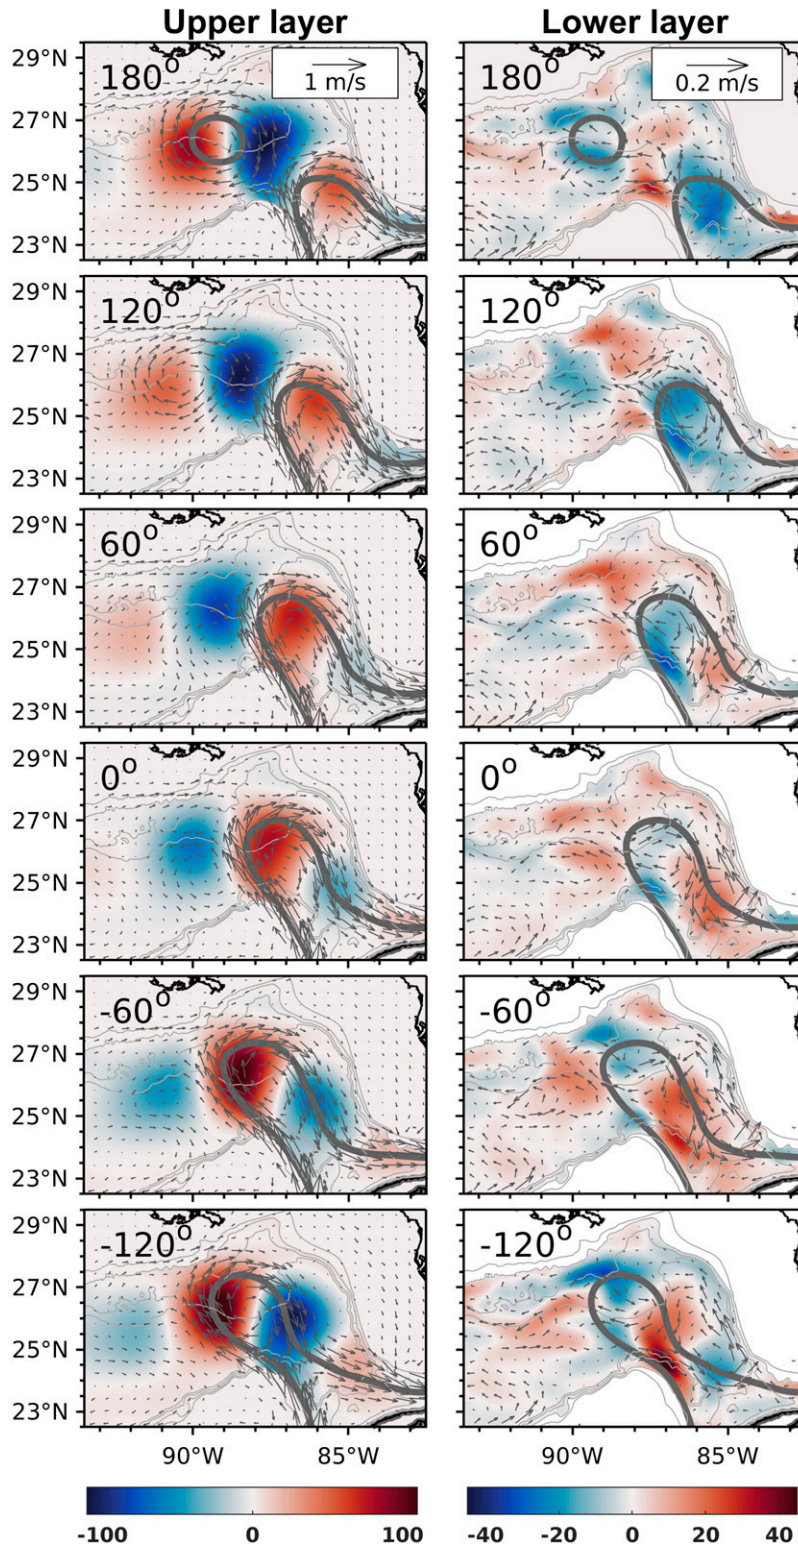 Upper layer Lower layer
29°N 180° 1 m/s 180° 0.2 m/s
27°N
25°N
23°N
29°N 120° 120°
27°N
25°N
23°N
29°N 60° 60°
27°N
25°N
23°N
29°N 0° 0°
27°N
25°N
23°N
29°N -60° -60°
27°N
25°N
23°N
29°N -120° -120°
27°N
25°N
23°N
90°W 85°W 90°W 85°W
-100 0 100 -40 -20 0 20 40